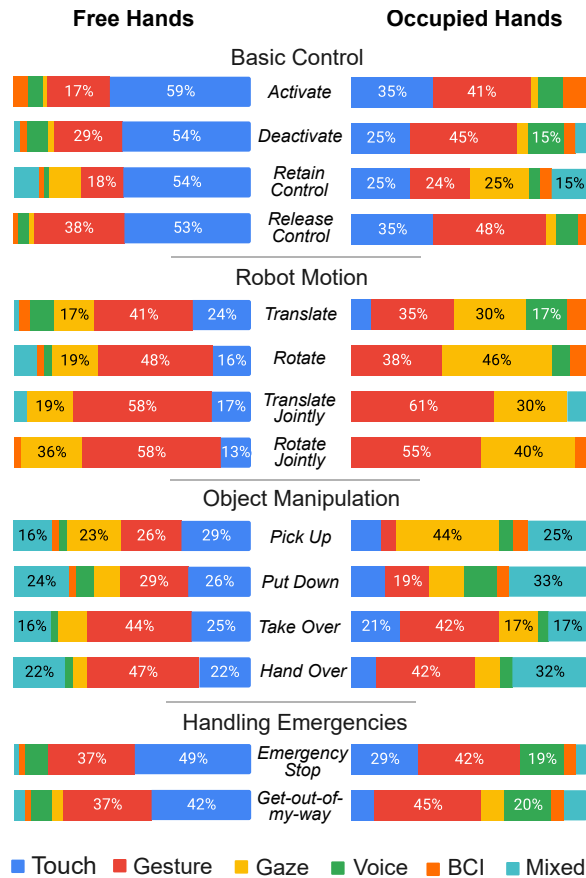 Free Hands Occupied Hands
Basic Control
17% 59% Activate 35% 41%
29% 54% Deactivate 25% 45% 15%
18% 54% Retain Control 25% 24% 25% 15%
38% 53% Release Control 35% 48%
Robot Motion
17% 41% 24% Translate 35% 30% 17%
19% 48% 16% Rotate 38% 46%
19% 58% 17% Translate Jointly 61% 30%
36% 58% 13% Rotate Jointly 55% 40%
Object Manipulation
16% 23% 26% 29% Pick Up 44% 25%
24% 29% 26% Put Down 19% 33%
16% 44% 25% Take Over 21% 42% 17% 17%
22% 47% 22% Hand Over 42% 32%
Handling Emergencies
37% 49% Emergency Stop 29% 42% 19%
37% 42% Get-out-of-my-way 45% 20%
Touch Gesture Gaze Voice BCI Mixed